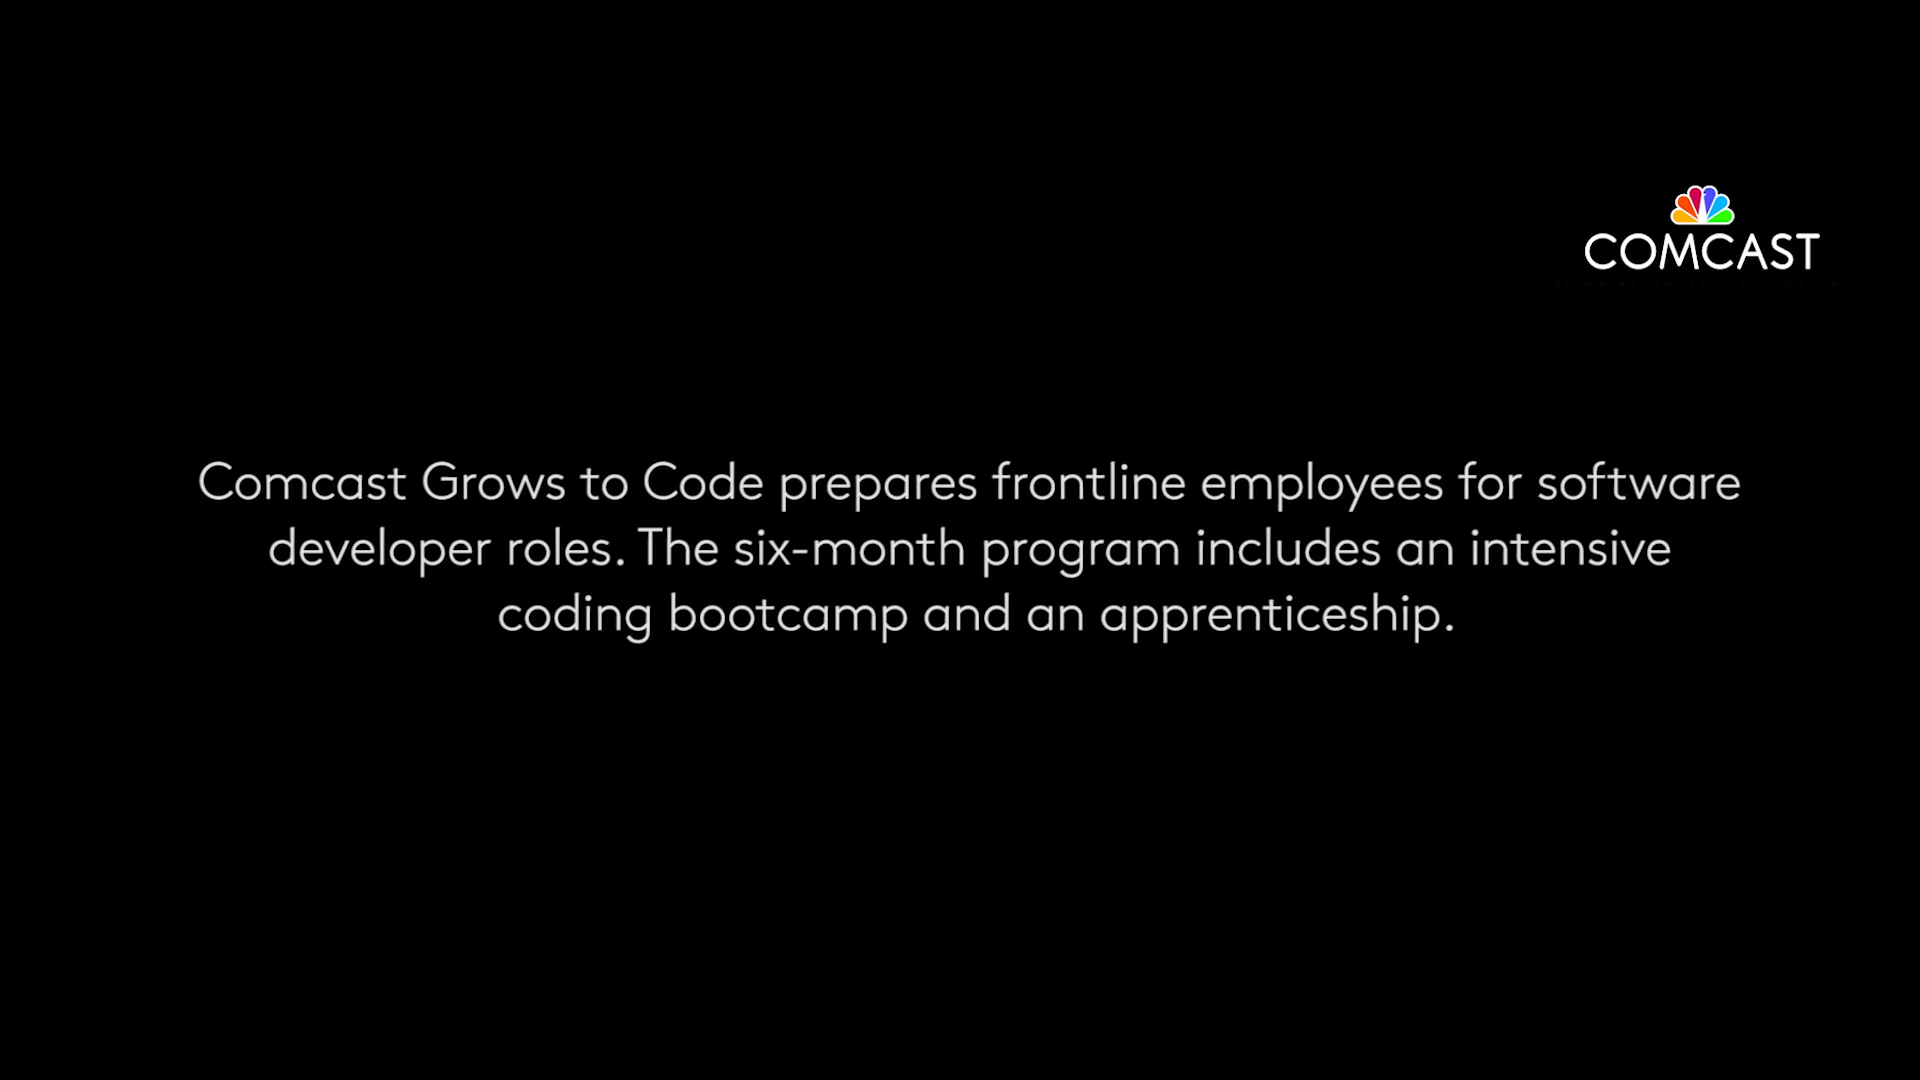 COMCAST
Comcast Grows to Code prepares frontline employees for software
developer roles. The six-month program includes an intensive
coding bootcamp and an apprenticeship.